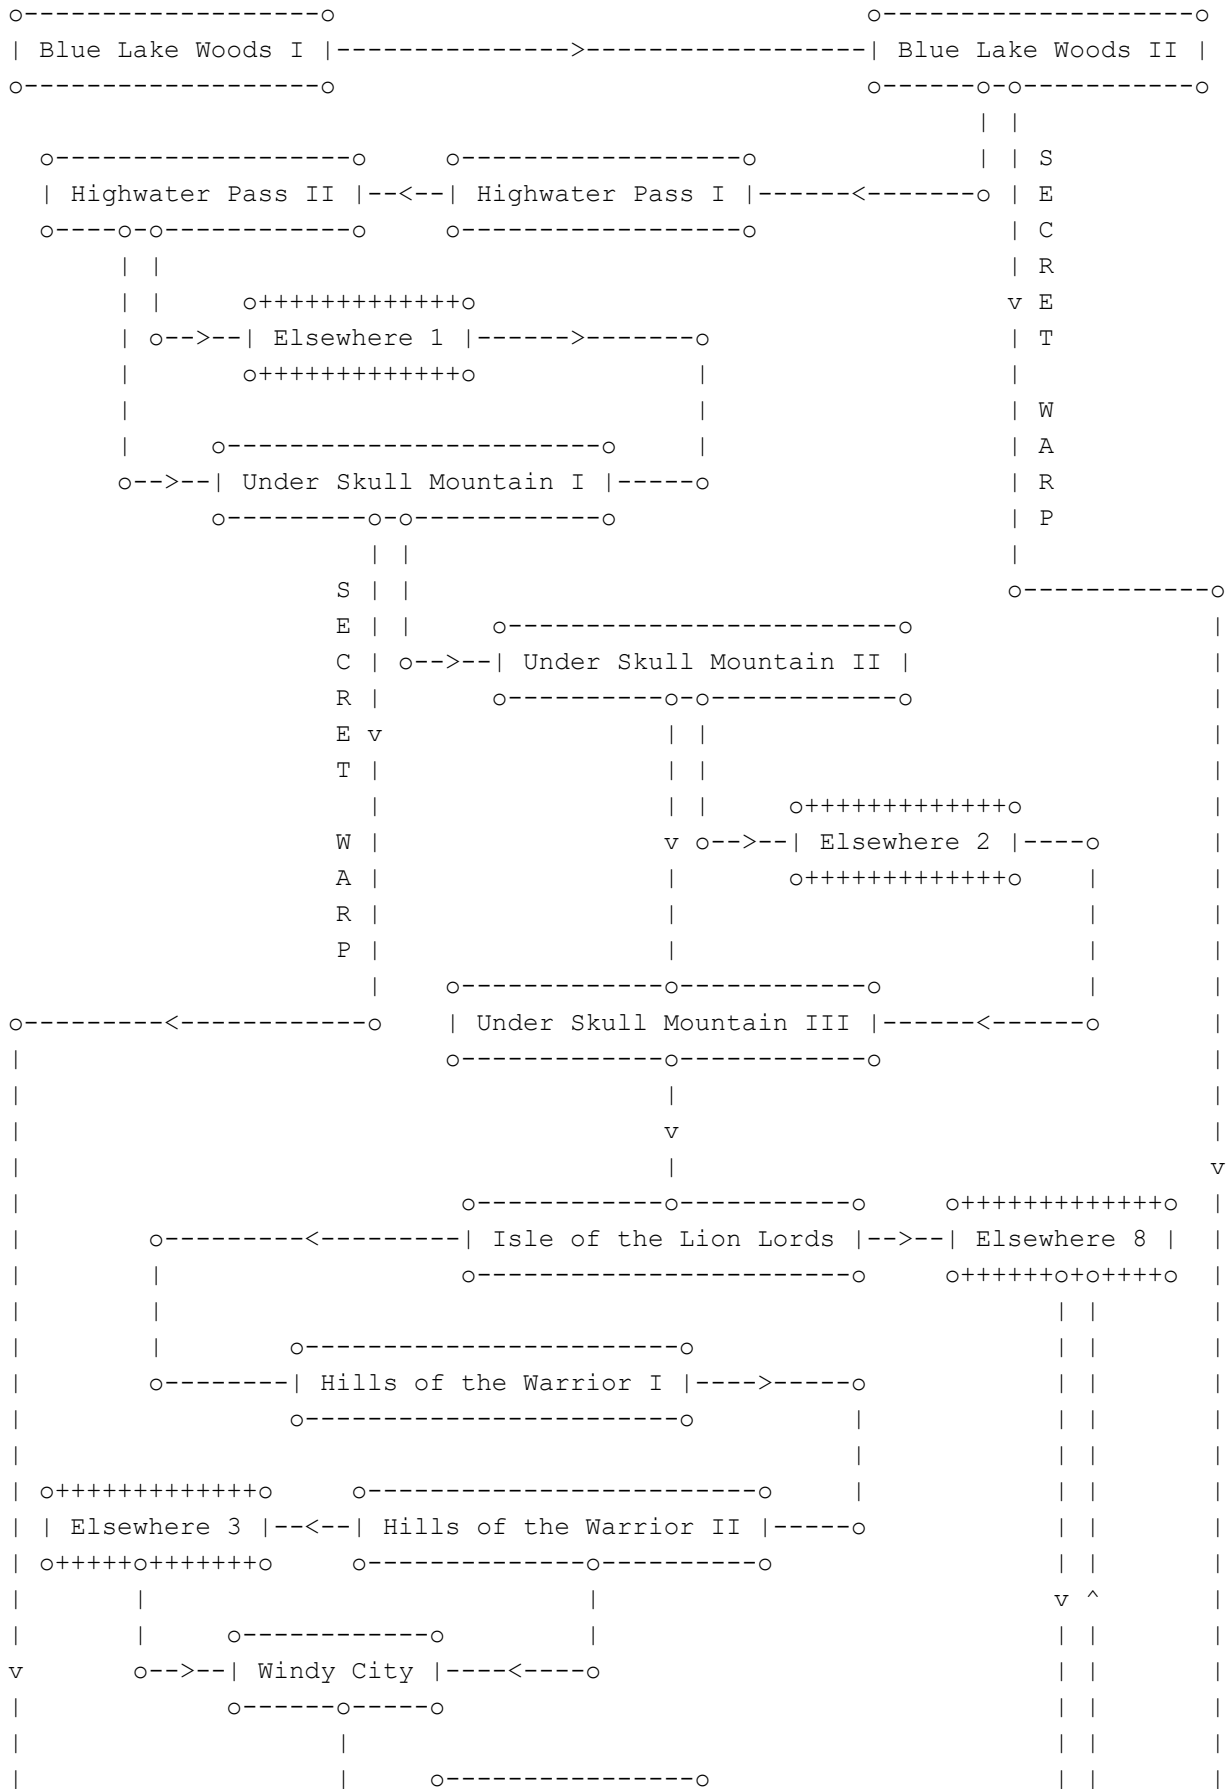 Blue Lake Woods I
Blue Lake Woods II
Highwater Pass II
Highwater Pass I
SECRET WARP
Elsewhere 1
Under Skull Mountain I
SECRET WARP
Under Skull Mountain II
Elsewhere 2
Under Skull Mountain III
Isle of the Lion Lords
Elsewhere 8
Hills of the Warrior I
Elsewhere 3
Hills of the Warrior II
Windy City